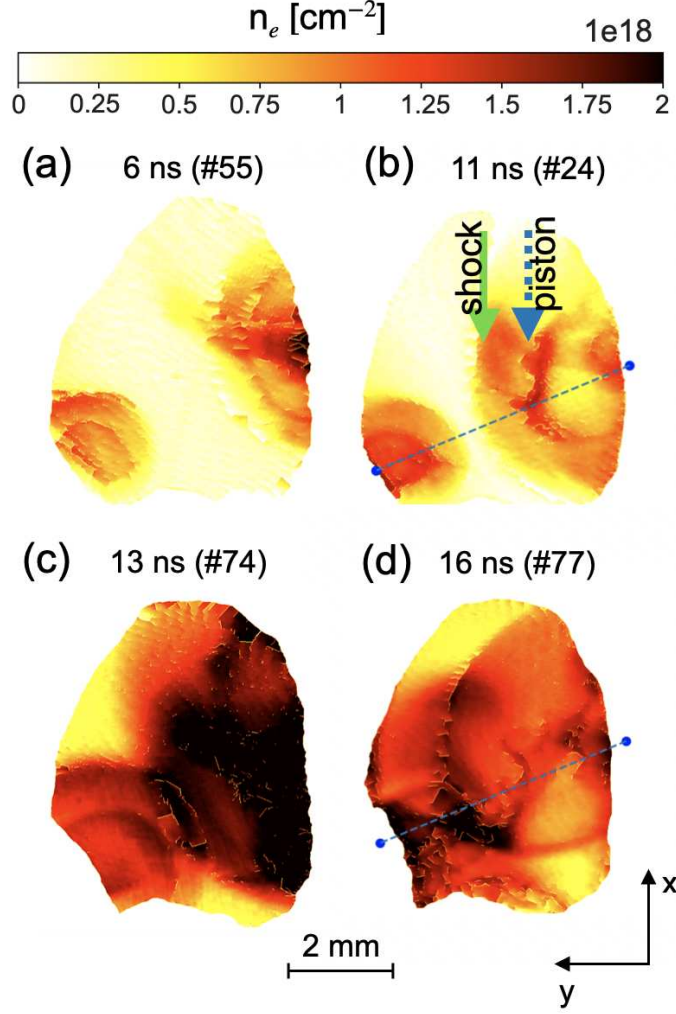 n_e [cm^−2]
1e18
0 0.25 0.5 0.75 1 1.25 1.5 1.75 2
(a) 6 ns (#55)
(b) 11 ns (#24)
shock
piston
(c) 13 ns (#74)
(d) 16 ns (#77)
2 mm
x
y